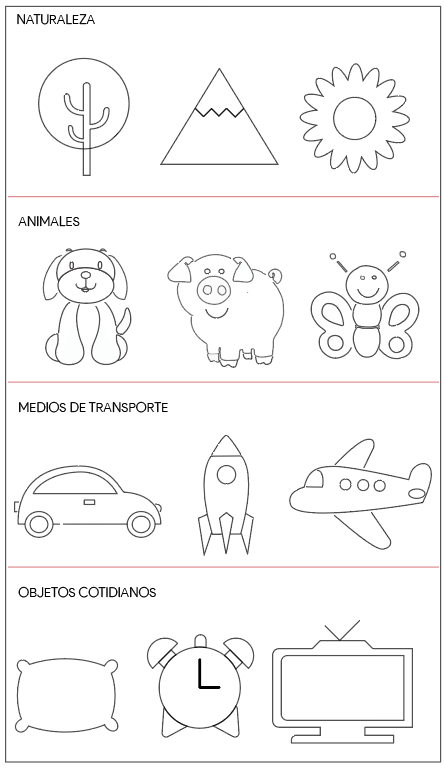 NATURALEZA
ANIMALES
MEDIOS DE TRANSPORTE
OBJETOS COTIDIANOS